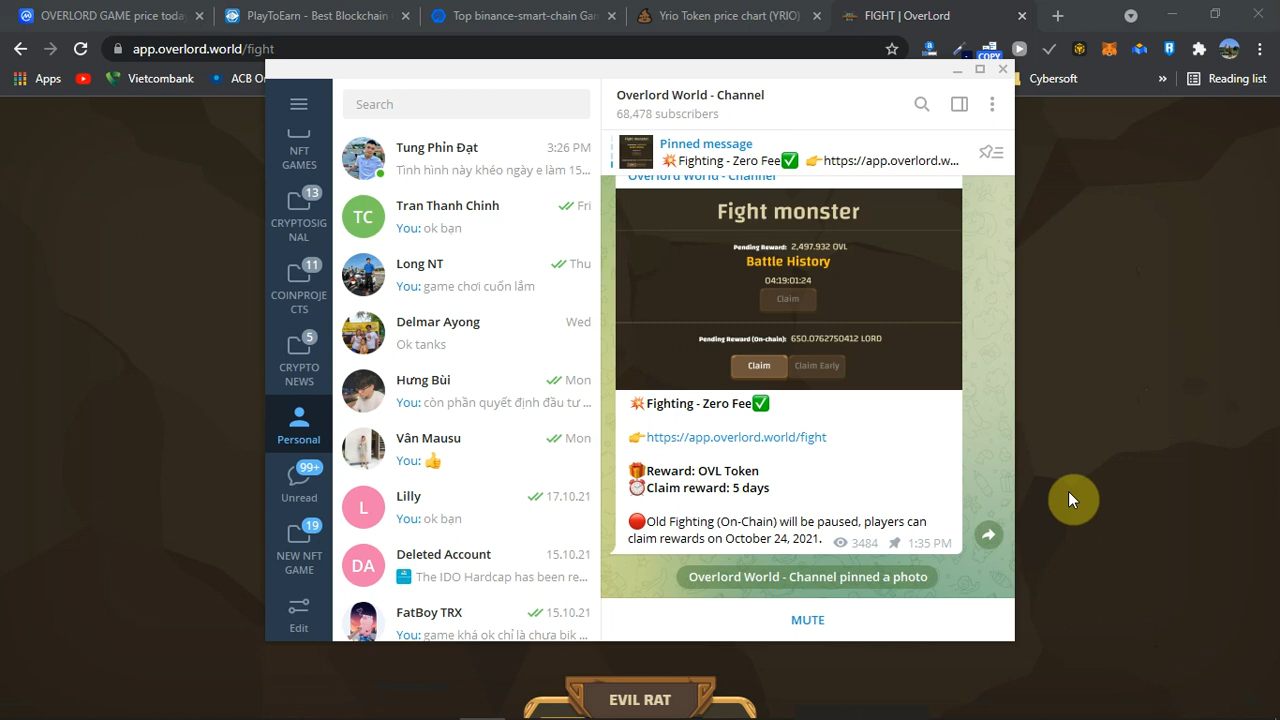 OVERLORD GAME price today
PlayToEarn - Best Blockchain
Top binance-smart-chain Gam
Yrio Token price chart (YRIO)
FIGHT | OverLord
app.overlord.world/fight
COPY
Apps
Vietcombank
ACB O
Cybersoft
Reading list
NFT
GAMES
13
CRYPTOSIG
NAL
11
COINPROJE
CTS
5
CRYPTO
NEWS
Personal
99+
Unread
19
NEW NFT
GAME
Edit
Search
Tung Phỉn Đạt 3:26 PM
Tình hình này khéo ngày e làm 15...
TC
Tran Thanh Chinh Fri
You: ok bạn
Long NT Thu
You: game chơi cuốn lắm
Delmar Ayong Wed
Ok tanks
Hưng Bùi Mon
You: còn phần quyết định đầu tư ...
Vân Mausu Mon
You: 👍
L
Lilly 17.10.21
You: ok bạn
DA
Deleted Account 15.10.21
The IDO Hardcap has been re...
FatBoy TRX 15.10.21
You: game khá ok chỉ là chưa bik ...
Overlord World - Channel
68,478 subscribers
Pinned message
💥Fighting - Zero Fee✅ 👉https://app.overlord.w...
Overlord World - Channel
Fight monster
Pending Reward: 2,497.932 OVL
Battle History
04:19:01:24
Claim
Pending Reward (On-chain): 650.0762750412 LORD
Claim Claim Early
💥Fighting - Zero Fee✅
👉https://app.overlord.world/fight
🎁Reward: OVL Token
⏰Claim reward: 5 days
🔴Old Fighting (On-Chain) will be paused, players can
claim rewards on October 24, 2021. 3484 1:35 PM
Overlord World - Channel pinned a photo
MUTE
EVIL RAT